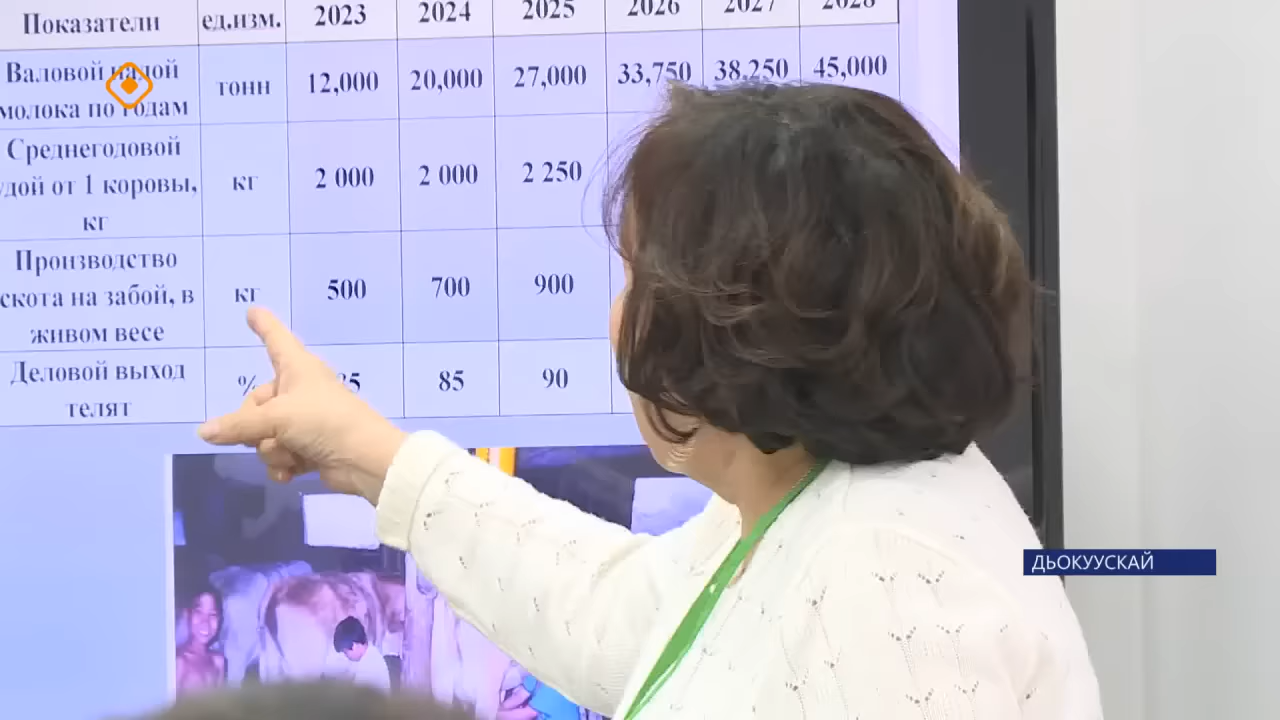 Показатели ед.изм. 2023 2024 2025 2026 2027 2028
Валовой надой
молока по годам тонн 12,000 20,000 27,000 33,750 38,250 45,000
Среднегодовой
удой от 1 коровы, кг 2 000 2 000 2 250
кг
Производство
скота на забой, в кг 500 700 900
живом весе
Деловой выход % 85 90
телят
ДЬОКУУСКАЙ